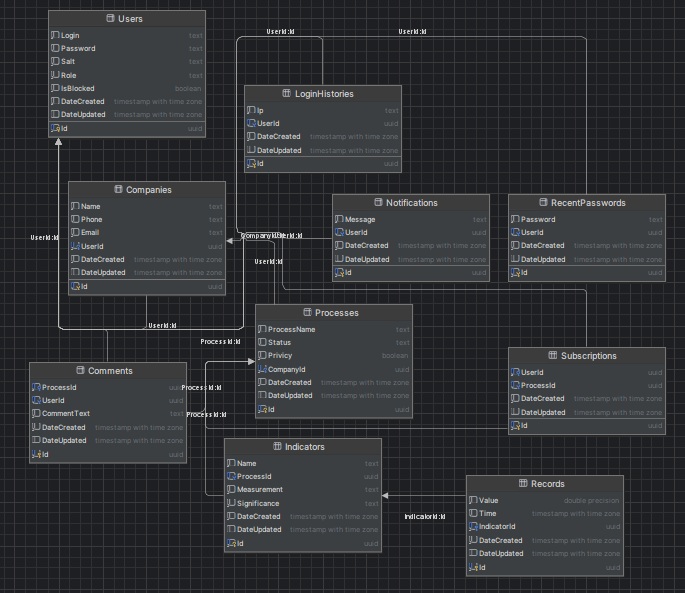 Users
Login text
Password text
Salt text
Role text
IsBlocked boolean
DateCreated timestamp with time zone
DateUpdated timestamp with time zone
Id uuid
UserId:Id
UserId:Id
LoginHistories
Ip text
UserId uuid
DateCreated timestamp with time zone
DateUpdated timestamp with time zone
Id uuid
Companies
Name text
Phone text
Email text
UserId uuid
DateCreated timestamp with time zone
DateUpdated timestamp with time zone
Id uuid
Notifications
Message text
UserId uuid
DateCreated timestamp with time zone
DateUpdated timestamp with time zone
Id uuid
RecentPasswords
Password text
UserId uuid
DateCreated timestamp with time zone
DateUpdated timestamp with time zone
Id uuid
UserId:Id
UserId:Id
UserId:Id
UserId:Id
Processes
ProcessName text
Status text
Privicy boolean
CompanyId uuid
DateCreated timestamp with time zone
DateUpdated timestamp with time zone
Id uuid
ProcessId:Id
ProcessId:Id
ProcessId:Id
Comments
ProcessId
UserId uuid
CommentText text
DateCreated timestamp with time zone
DateUpdated timestamp with time zone
Id uuid
Subscriptions
UserId uuid
ProcessId uuid
DateCreated timestamp with time zone
DateUpdated timestamp with time zone
Id uuid
Indicators
Name text
ProcessId uuid
Measurement text
Significance text
DateCreated timestamp with time zone
DateUpdated timestamp with time zone
Id uuid
IndicatorId:Id
Records
Value double precision
Time timestamp with time zone
IndicatorId uuid
DateCreated timestamp with time zone
DateUpdated timestamp with time zone
Id uuid